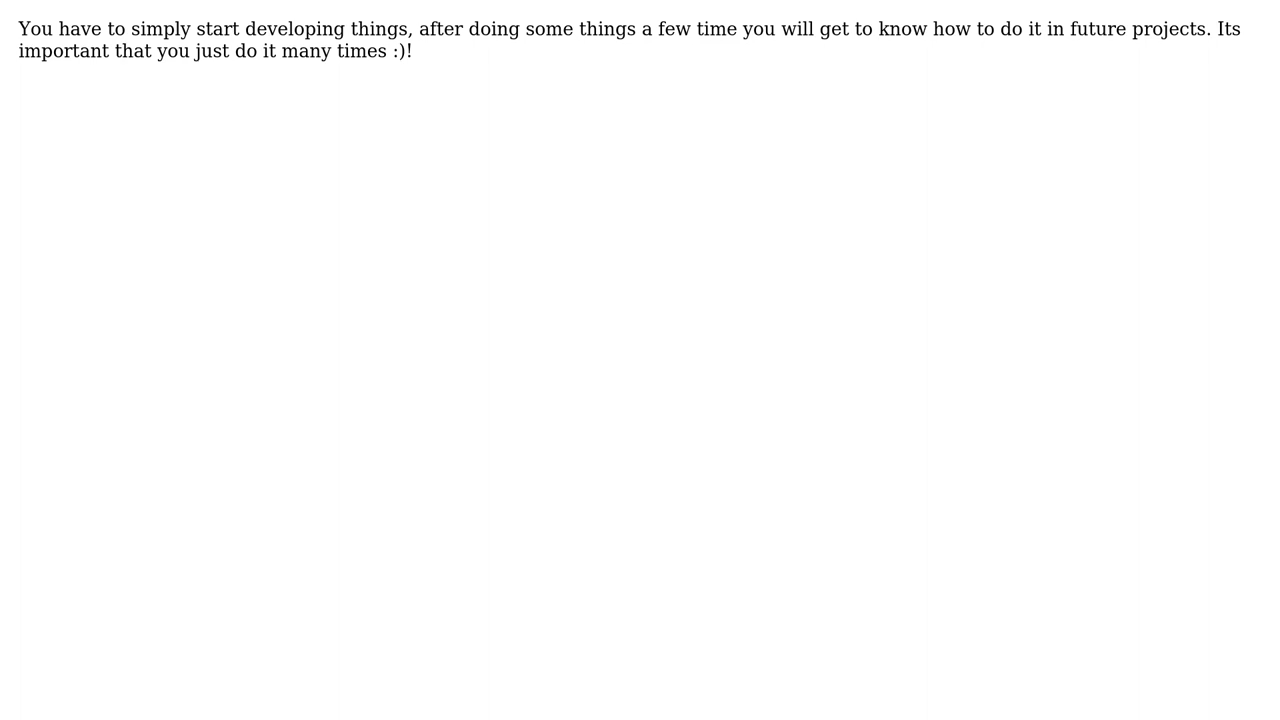 You have to simply start developing things, after doing some things a few time you will get to know how to do it in future projects. Its
important that you just do it many times :)!